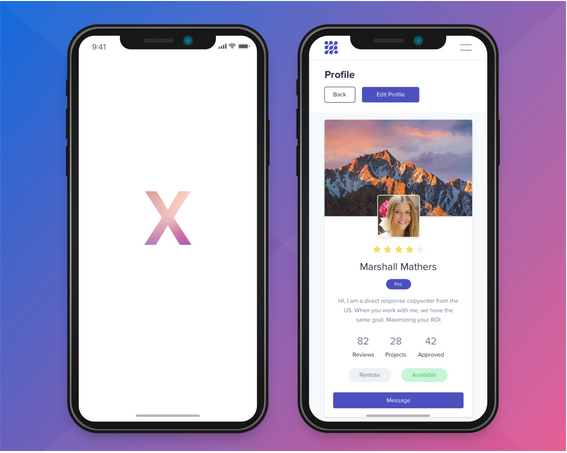 9:41
X
Profile
Back
Edit Profile
Marshall Mathers
Pro
Hi, I am a direct response copywriter from the
US. When you work with me, we have the
same goal. Maximizing your ROI
82 28 42
Reviews Projects Approved
Remote Available
Message